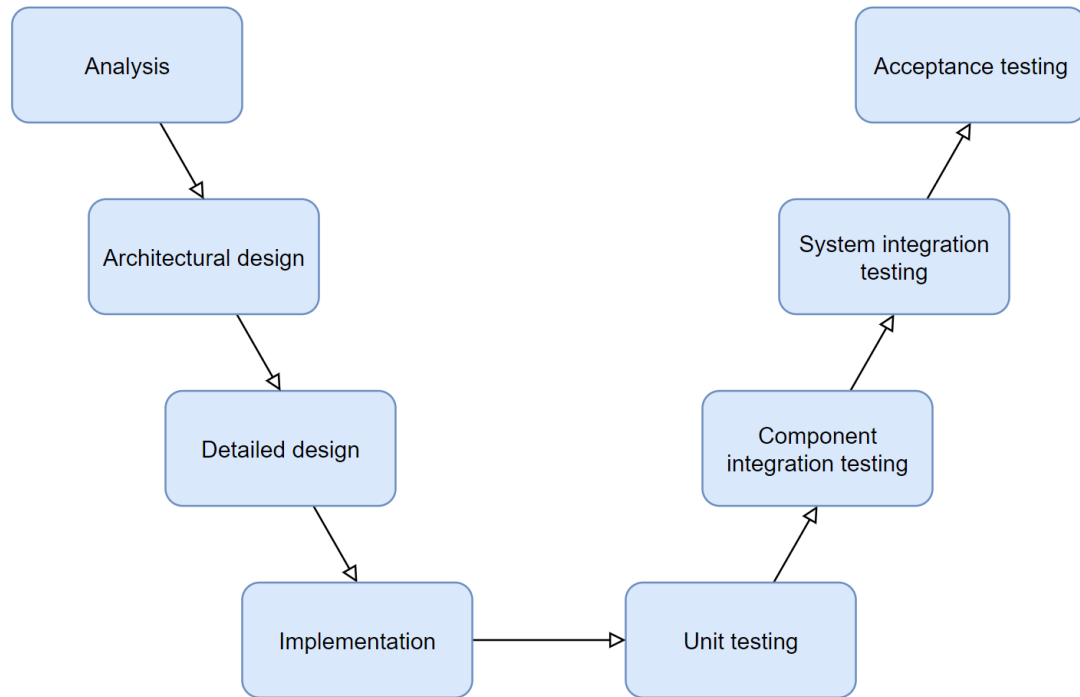 Analysis
Acceptance testing
Architectural design
System integration
testing
Detailed design
Component
integration testing
Implementation
Unit testing